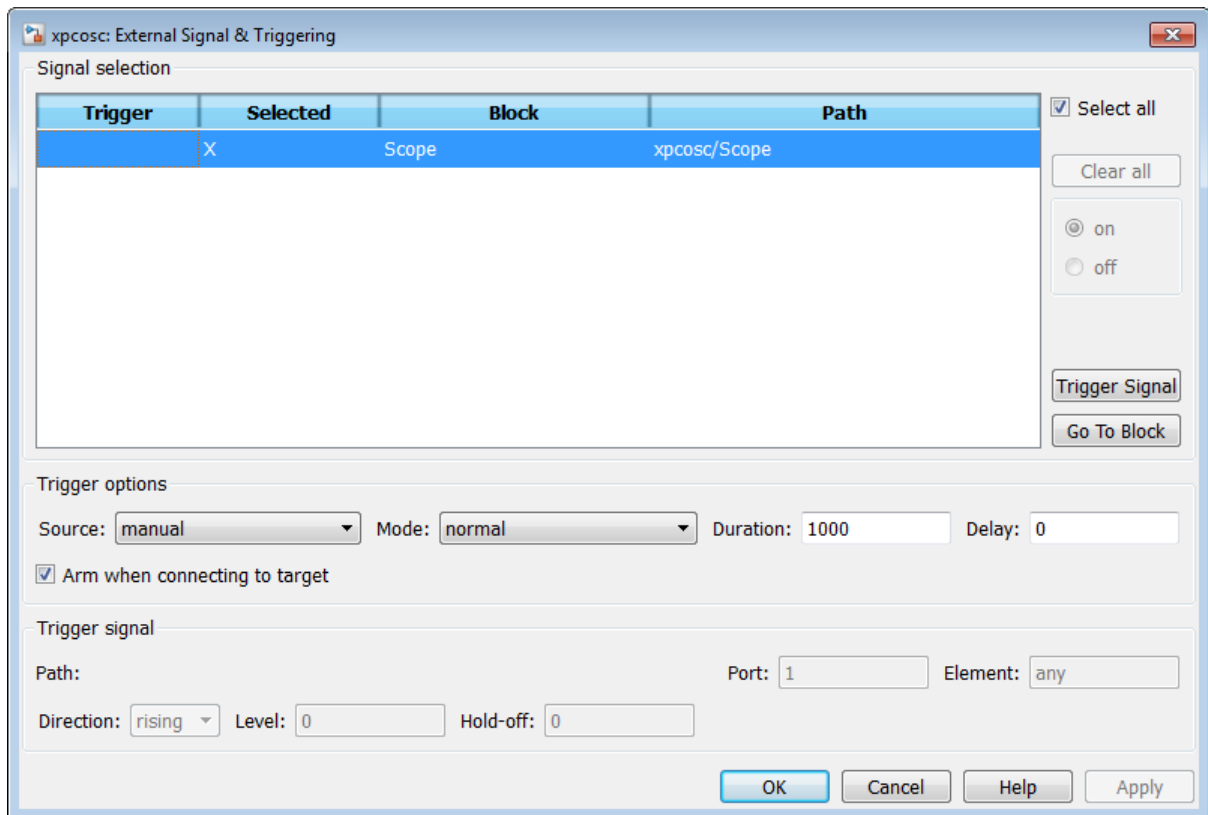 xpcosc: External Signal & Triggering
Signal selection
Trigger Selected Block Path
X Scope xpcosc/Scope
Select all
Clear all
on
off
Trigger Signal
Go To Block
Trigger options
Source: manual Mode: normal Duration: 1000 Delay: 0
Arm when connecting to target
Trigger signal
Path: Port: 1 Element: any
Direction: rising Level: 0 Hold-off: 0
OK Cancel Help Apply